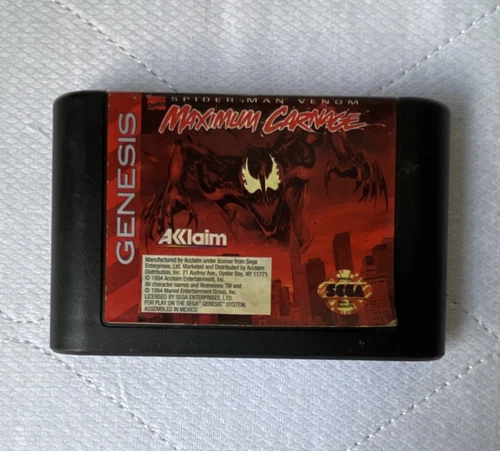 SPIDER-MAN VENOM
MAXIMUM CARNAGE
GENESIS
AKlaim
Manufactured by Acclaim under license from Sega
Enterprises, Ltd. Marketed and Distributed by Acclaim
Distribution, Inc. 71 Audrey Ave., Oyster Bay, NY 11771
© 1994 Acclaim Entertainment, Inc.
All character names and likenesses TM and
© 1994 Marvel Entertainment Group, Inc.
LICENSED BY SEGA ENTERPRISES, LTD.
FOR PLAY ON THE SEGA™ GENESIS™ SYSTEM.
ASSEMBLED IN MEXICO
SEGA